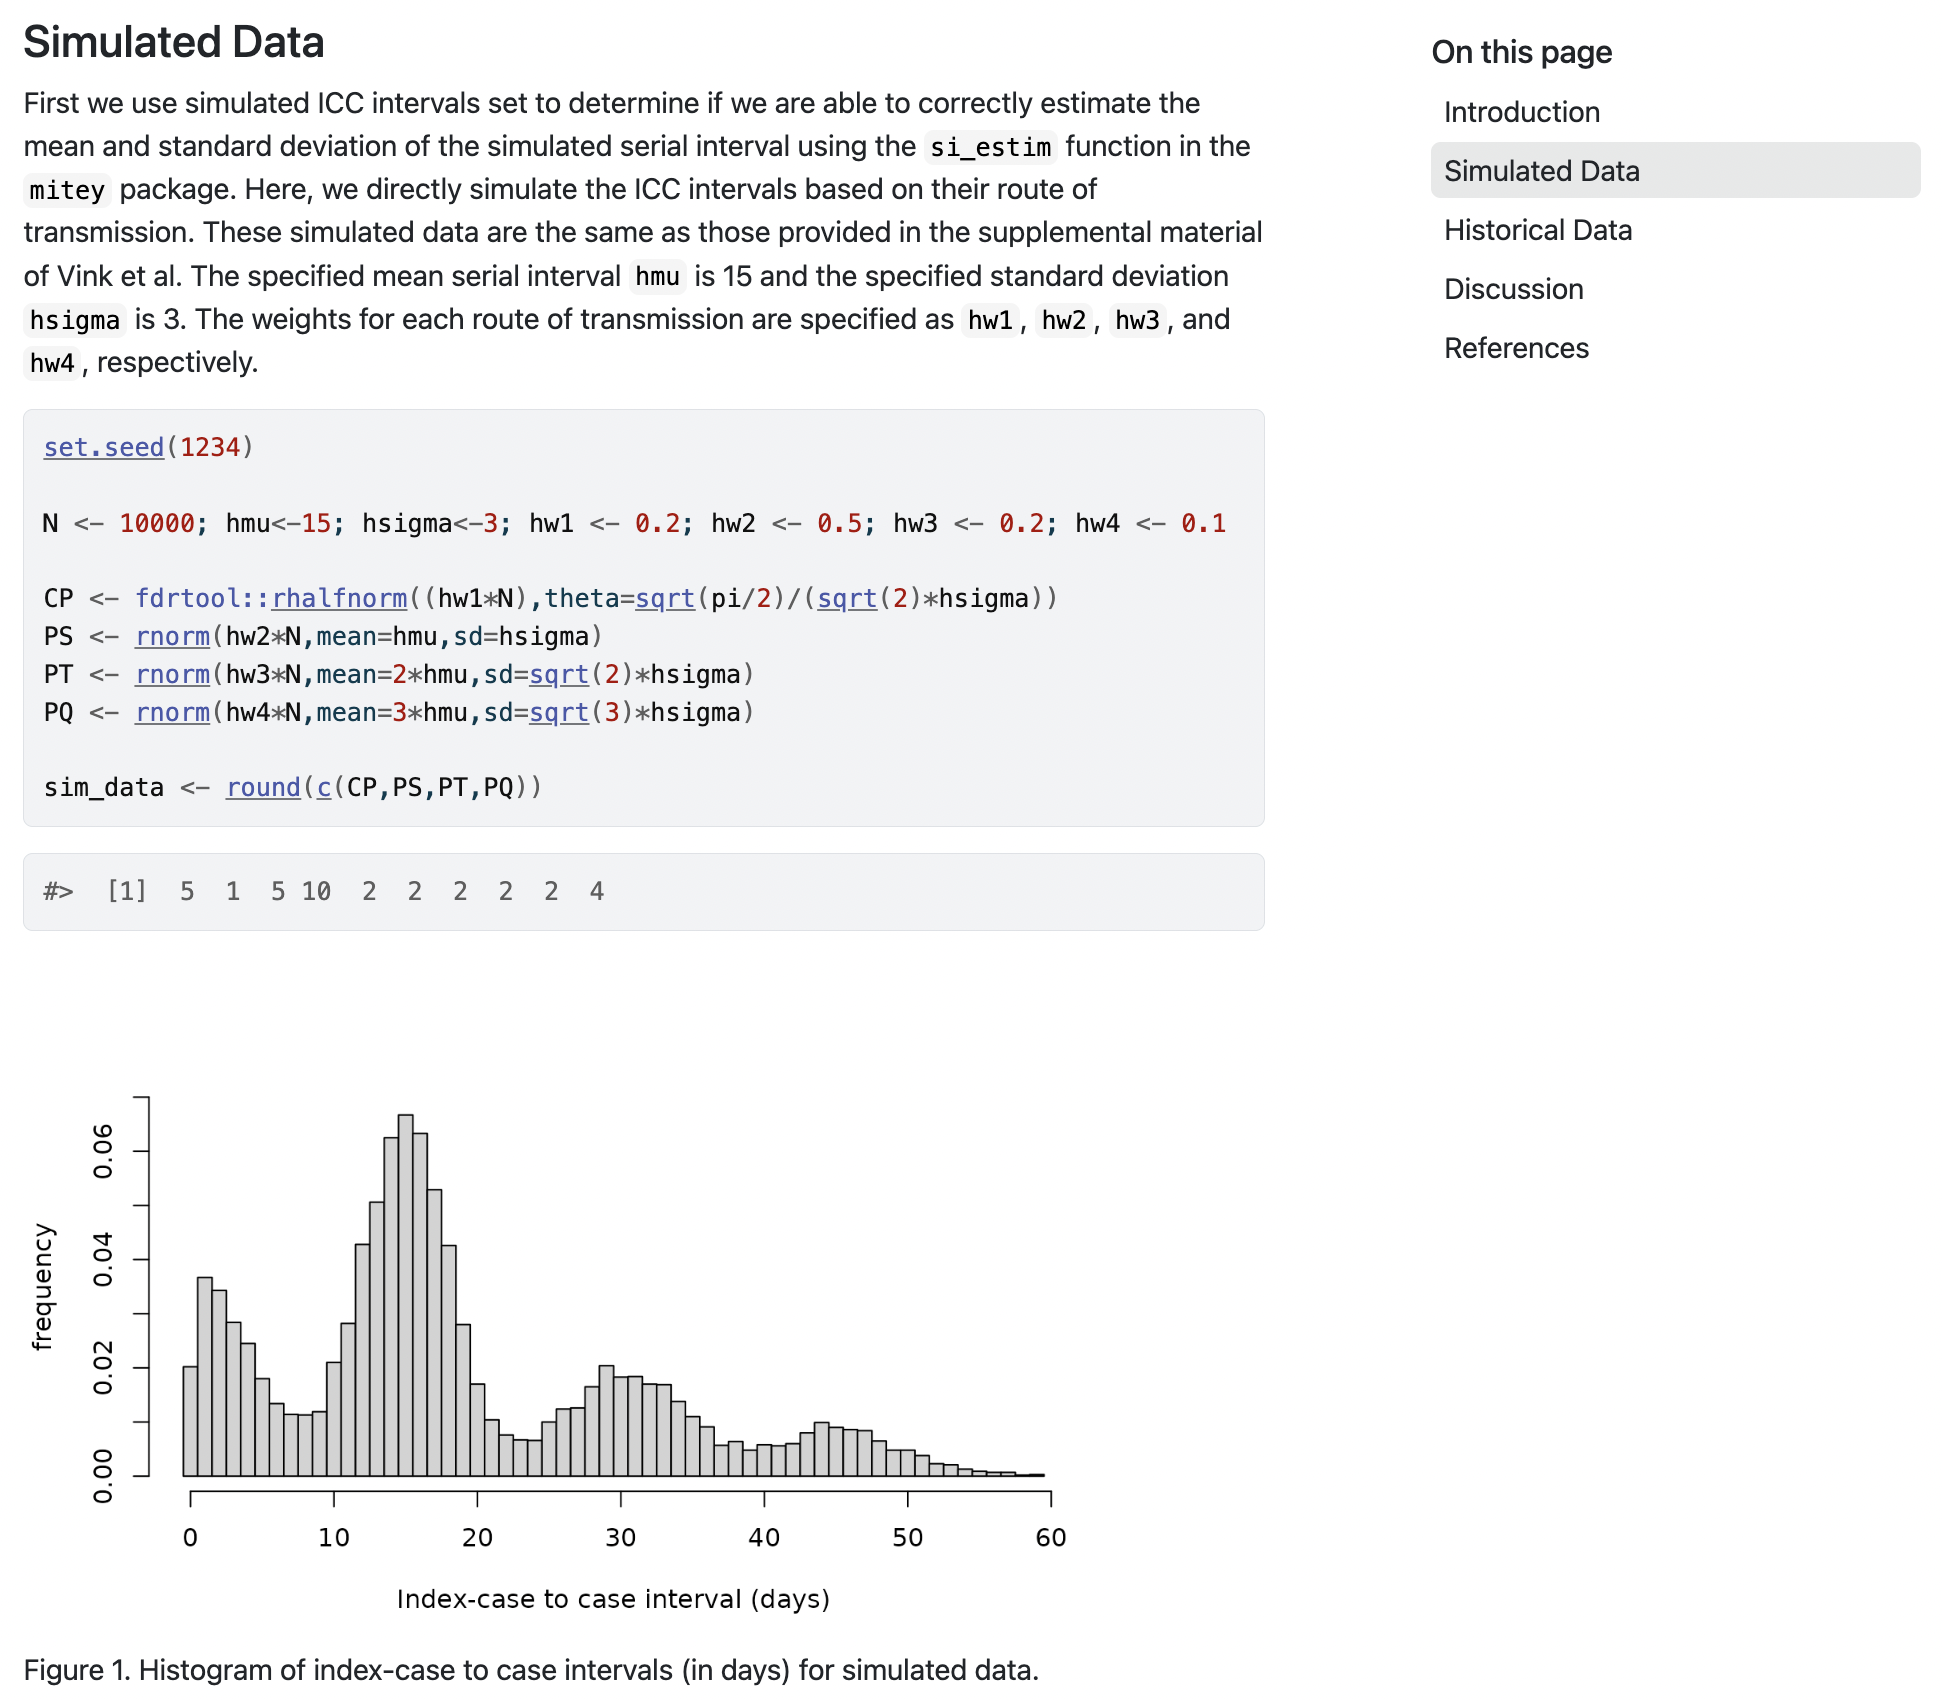 Simulated Data
First we use simulated ICC intervals set to determine if we are able to correctly estimate the
mean and standard deviation of the simulated serial interval using the si_estim function in the
mitey package. Here, we directly simulate the ICC intervals based on their route of
transmission. These simulated data are the same as those provided in the supplemental material
of Vink et al. The specified mean serial interval hmu is 15 and the specified standard deviation
hsigma is 3. The weights for each route of transmission are specified as hw1, hw2, hw3, and
hw4, respectively.
set.seed(1234)
N <- 10000; hmu<-15; hsigma<-3; hw1 <- 0.2; hw2 <- 0.5; hw3 <- 0.2; hw4 <- 0.1
CP <- fdrtool::rhalfnorm((hw1*N),theta=sqrt(pi/2)/(sqrt(2)*hsigma))
PS <- rnorm(hw2*N,mean=hmu,sd=hsigma)
PT <- rnorm(hw3*N,mean=2*hmu,sd=sqrt(2)*hsigma)
PQ <- rnorm(hw4*N,mean=3*hmu,sd=sqrt(3)*hsigma)
sim_data <- round(c(CP,PS,PT,PQ))
#>  [1]  5  1  5 10  2  2  2  2  2  4
frequency
0.06
0.04
0.02
0.00
0 10 20 30 40 50 60
Index-case to case interval (days)
Figure 1. Histogram of index-case to case intervals (in days) for simulated data.
On this page
Introduction
Simulated Data
Historical Data
Discussion
References